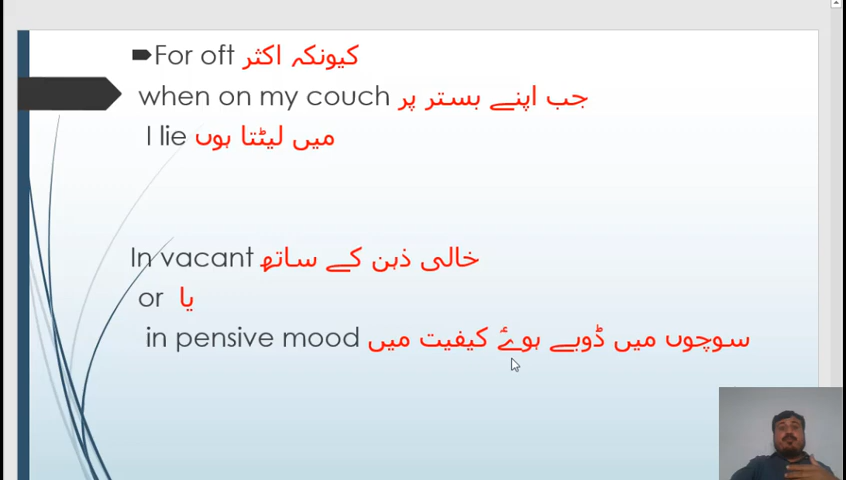 For oft کیونکہ اکثر
when on my couch جب اپنے بستر پر
I lie میں لیٹتا ہوں
In vacant خالی ذہن کے ساتھ
or یا
in pensive mood سوچوں میں ڈوبے ہوۓ کیفیت میں